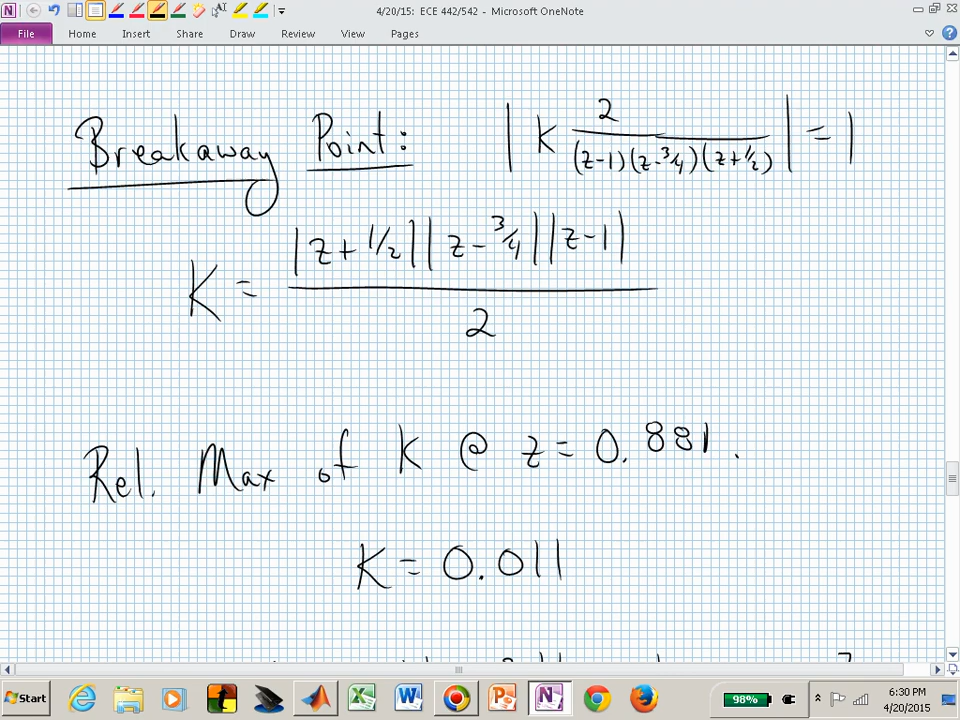 4/20/15: ECE 442/542 - Microsoft OneNote
File Home Insert Share Draw Review View Pages
Breakaway Point: | K 2 / ((z-1)(z-3/4)(z+1/2)) | = 1
K = |z+1/2||z-3/4||z-1| / 2
Rel. Max of K @ z = 0.881.
K = 0.011
Start
98%
6:30 PM
4/20/2015